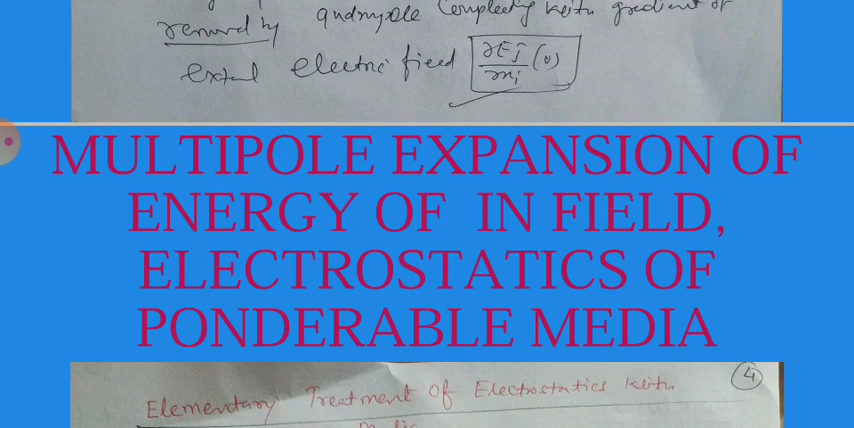 removed by quadrupole coupling with gradient of
external electric field ∂Ej/∂xi (0)
MULTIPOLE EXPANSION OF
ENERGY OF IN FIELD,
ELECTROSTATICS OF
PONDERABLE MEDIA
4
Elementary Treatment Of Electrostatics with